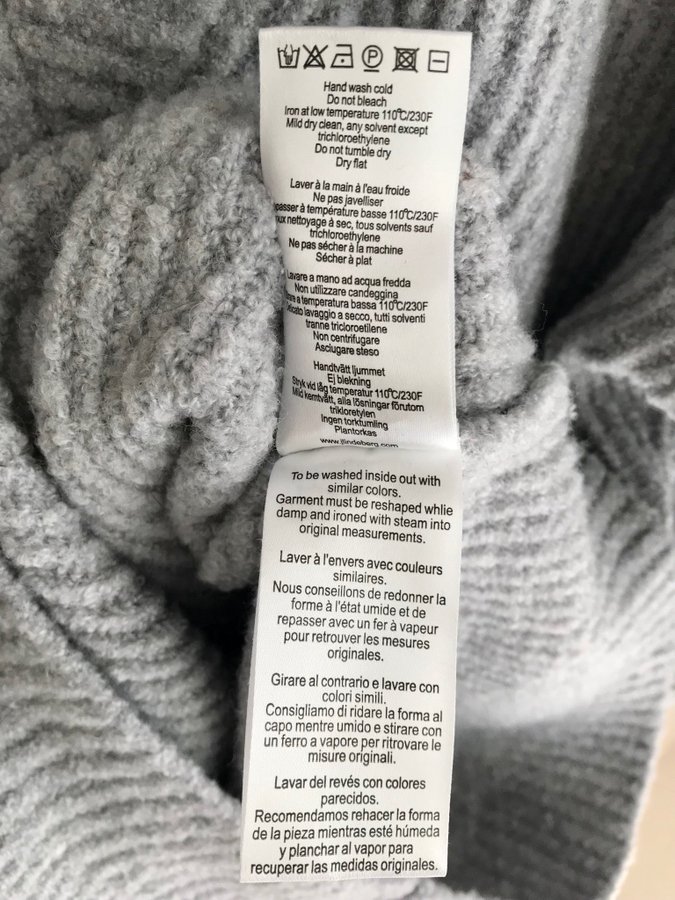 Hand wash cold
Do not bleach
Iron at low temperature 110°C/230F
Mild dry clean, any solvent except
trichloroethylene
Do not tumble dry
Dry flat
Laver à la main à l'eau froide
Ne pas javelliser
à température basse 110°C/230F
nettoyage à sec, tous solvents sauf
trichloroethylene
Ne pas sécher à la machine
Sécher à plat
Lavare a mano ad acqua fredda
Non utilizzare candeggina
a temperatura bassa 110°C/230F
lavaggio a secco, tutti solventi
tranne tricloroetilene
Non centrifugare
Asciugare steso
Handtvätt ljummet
Ej blekning
Stryk vid låg temperatur 110°C/230F
Mild kemtvätt, alla lösningar förutom
trikloretylen
Ingen torktumling
Plantorkas
www.jlindeberg.com
To be washed inside out with
similar colors.
Garment must be reshaped whlie
damp and ironed with steam into
original measurements.
Laver à l'envers avec couleurs
similaires.
Nous conseillons de redonner la
forme à l'état umide et de
repasser avec un fer à vapeur
pour retrouver les mesures
originales.
Girare al contrario e lavare con
colori simili.
Consigliamo di ridare la forma al
capo mentre umido e stirare con
un ferro a vapore per ritrovare le
misure originali.
Lavar del revés con colores
parecidos.
Recomendamos rehacer la forma
de la pieza mientras esté húmeda
y planchar al vapor para
recuperar las medidas originales.